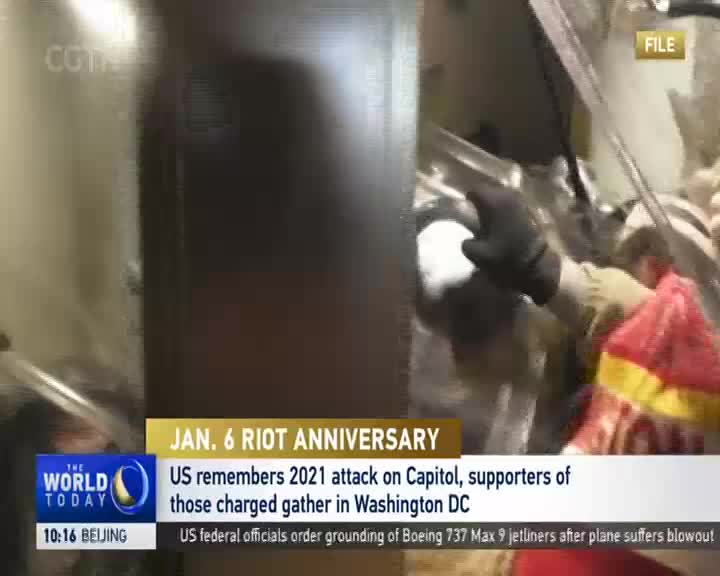 CGTN
FILE
JAN. 6 RIOT ANNIVERSARY
US remembers 2021 attack on Capitol, supporters of
those charged gather in Washington DC
THE
WORLD
TODAY
10:16 BEIJING
US federal officials order grounding of Boeing 737 Max 9 jetliners after plane suffers blowout